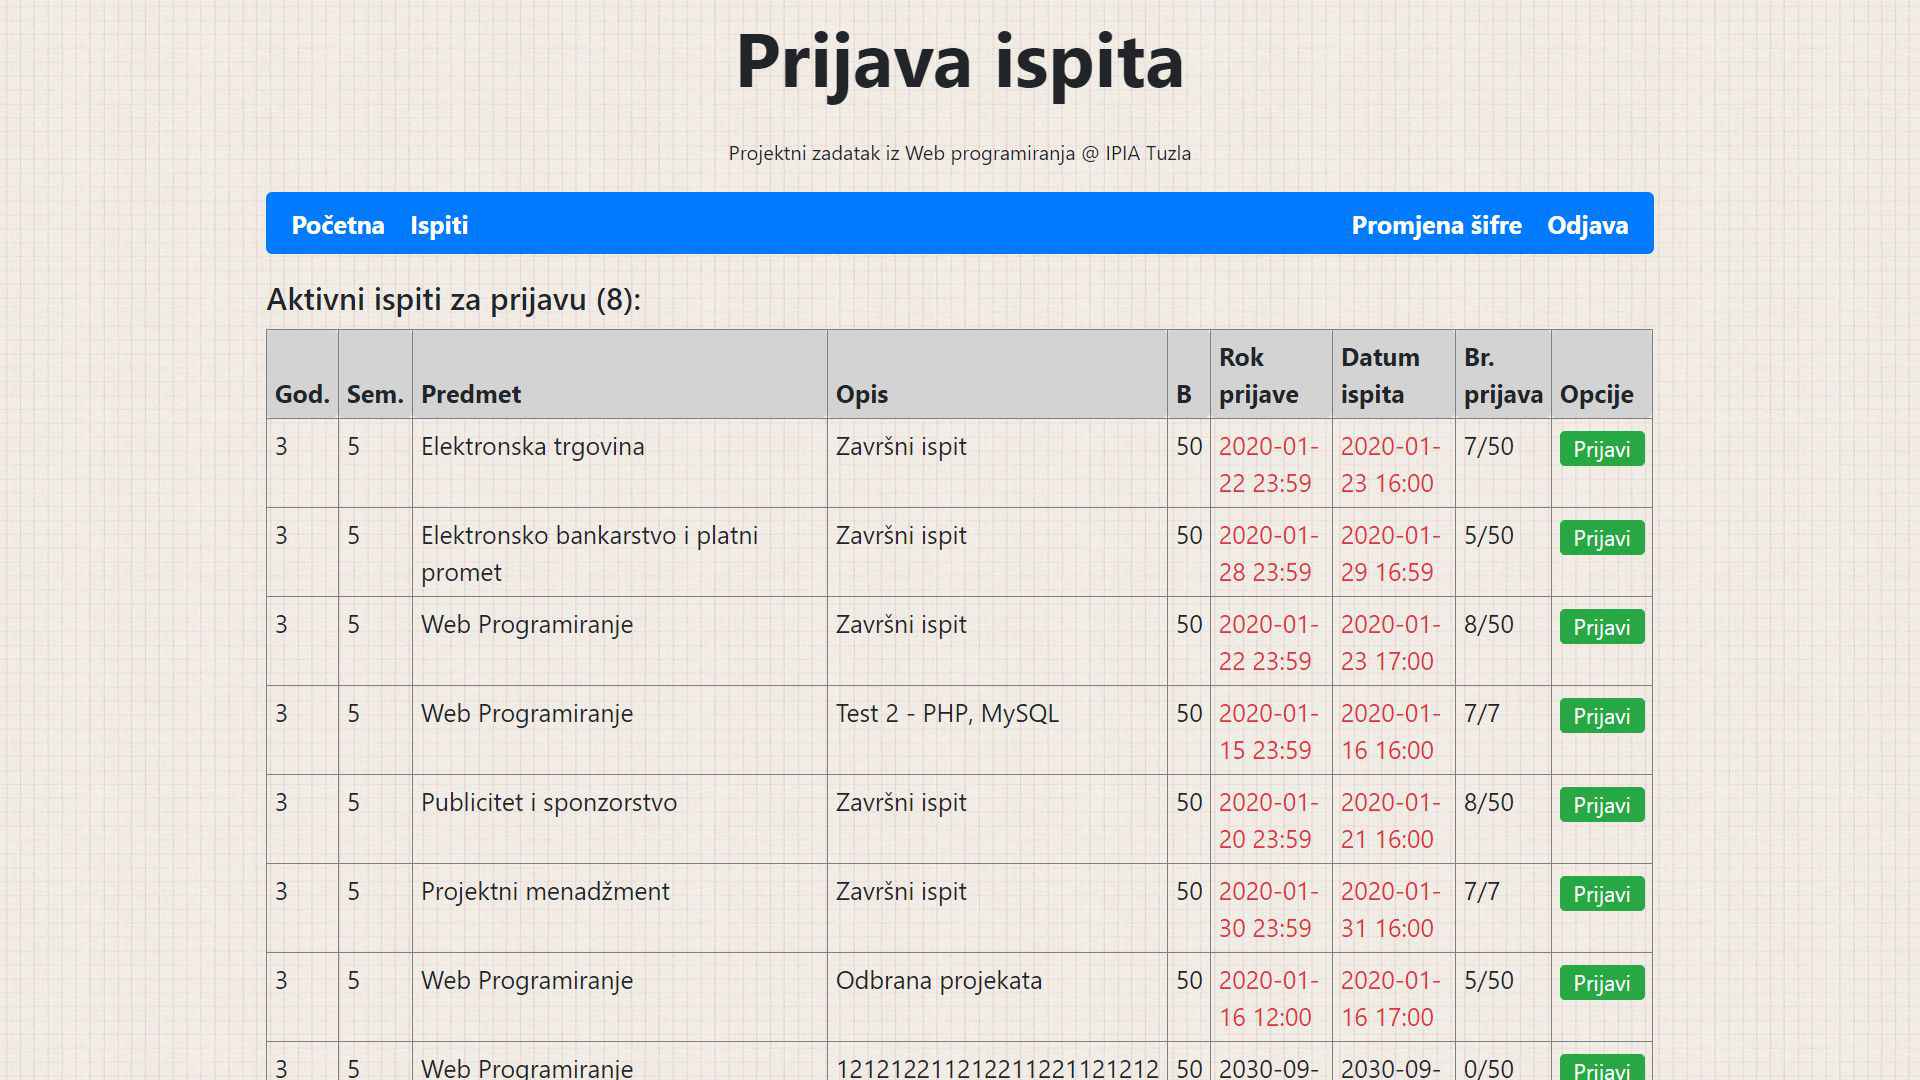 Prijava ispita
Projektni zadatak iz Web programiranja @ IPIA Tuzla
Početna Ispiti Promjena šifre Odjava
Aktivni ispiti za prijavu (8):
God. Sem. Predmet Opis B Rok prijave Datum ispita Br. prijava Opcije
3 5 Elektronska trgovina Završni ispit 50 2020-01-22 23:59 2020-01-23 16:00 7/50 Prijavi
3 5 Elektronsko bankarstvo i platni promet Završni ispit 50 2020-01-28 23:59 2020-01-29 16:59 5/50 Prijavi
3 5 Web Programiranje Završni ispit 50 2020-01-22 23:59 2020-01-23 17:00 8/50 Prijavi
3 5 Web Programiranje Test 2 - PHP, MySQL 50 2020-01-15 23:59 2020-01-16 16:00 7/7 Prijavi
3 5 Publicitet i sponzorstvo Završni ispit 50 2020-01-20 23:59 2020-01-21 16:00 8/50 Prijavi
3 5 Projektni menadžment Završni ispit 50 2020-01-30 23:59 2020-01-31 16:00 7/7 Prijavi
3 5 Web Programiranje Odbrana projekata 50 2020-01-16 12:00 2020-01-16 17:00 5/50 Prijavi
3 5 Web Programiranje 121212211212211221121212 50 2030-09- 2030-09- 0/50 Prijavi